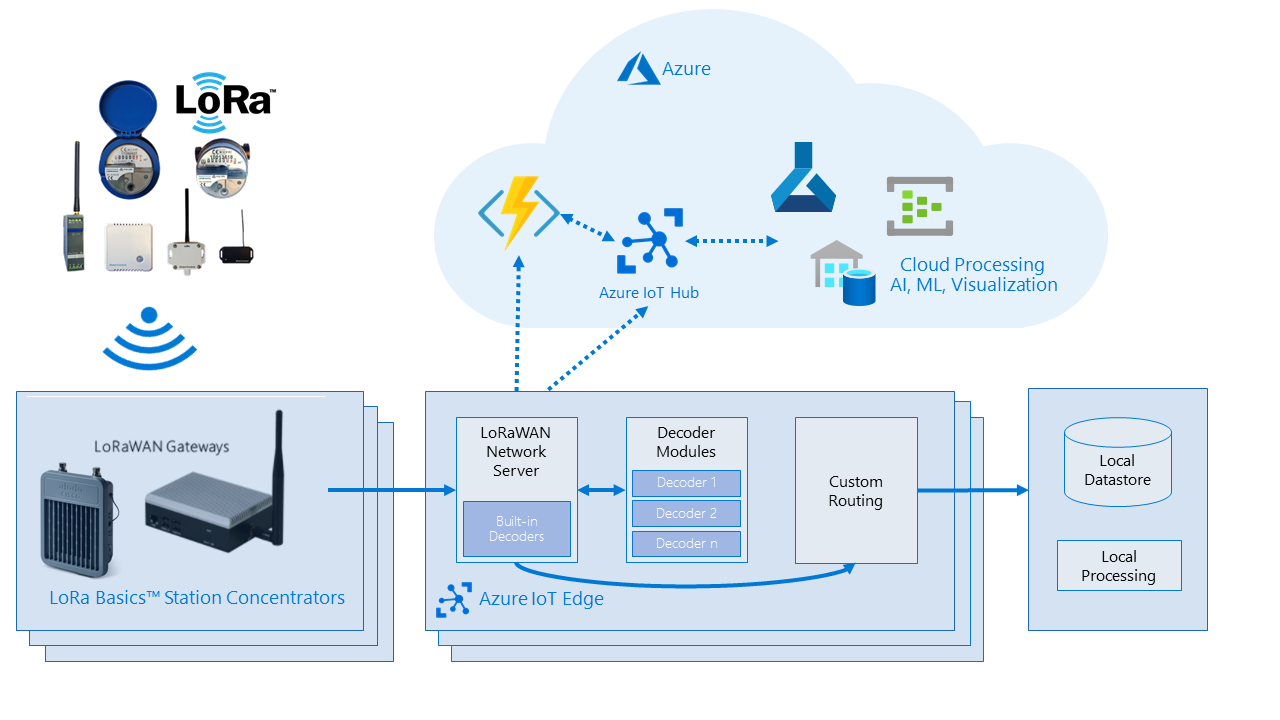 Azure
LoRa™
Azure IoT Hub
Cloud Processing
AI, ML, Visualization
LoRaWAN Gateways
LoRa Basics™ Station Concentrators
LoRaWAN
Network
Server
Built-in
Decoders
Decoder
Modules
Decoder 1
Decoder 2
Decoder n
Custom
Routing
Azure IoT Edge
Local
Datastore
Local
Processing